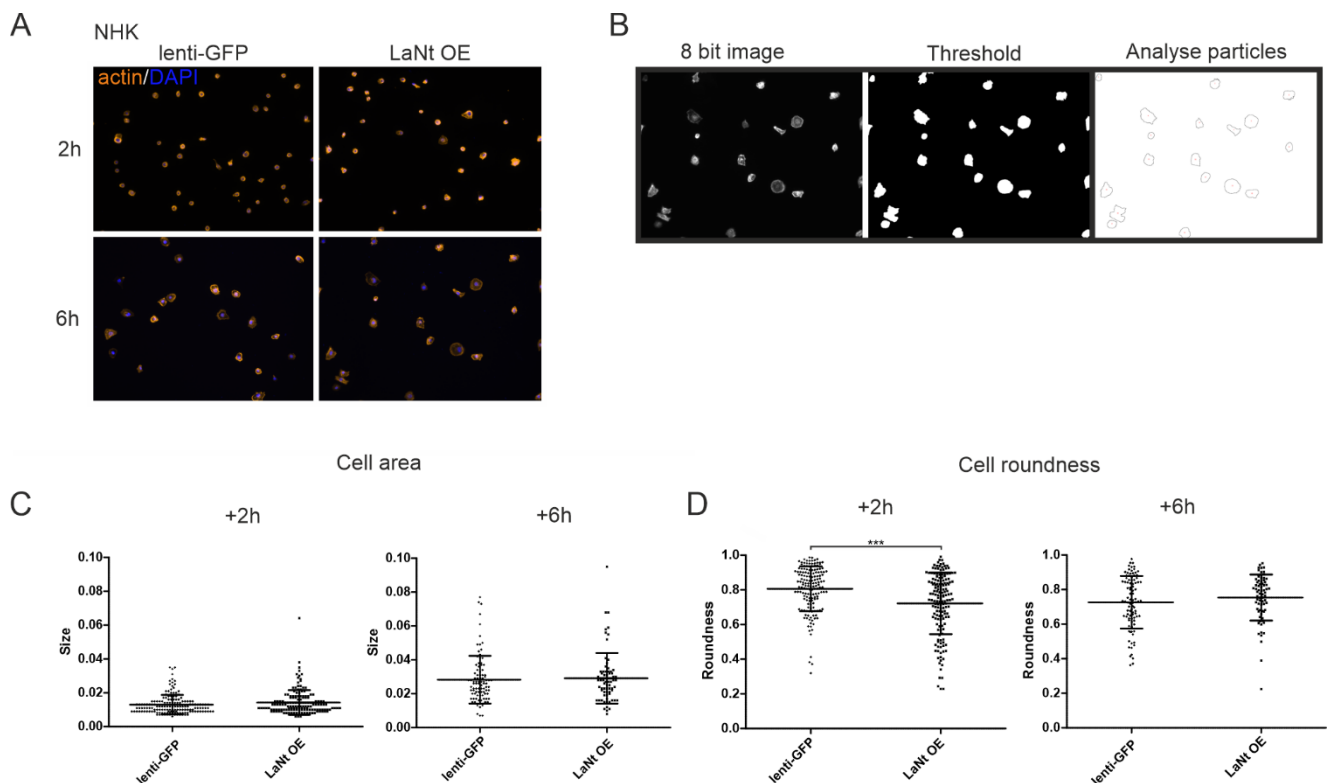 A
NHK
lenti-GFP LaNt OE
actin/DAPI
2h
6h
B
8 bit image Threshold Analyse particles
Cell area
C
+2h +6h
Size
0.10
0.08
0.06
0.04
0.02
0.00
lenti-GFP LaNt OE
Size
0.10
0.08
0.06
0.04
0.02
0.00
lenti-GFP LaNt OE
Cell roundness
D
+2h +6h
***
Roundness
1.0
0.8
0.6
0.4
0.2
0.0
lenti-GFP LaNt OE
Roundness
1.0
0.8
0.6
0.4
0.2
0.0
lenti-GFP LaNt OE